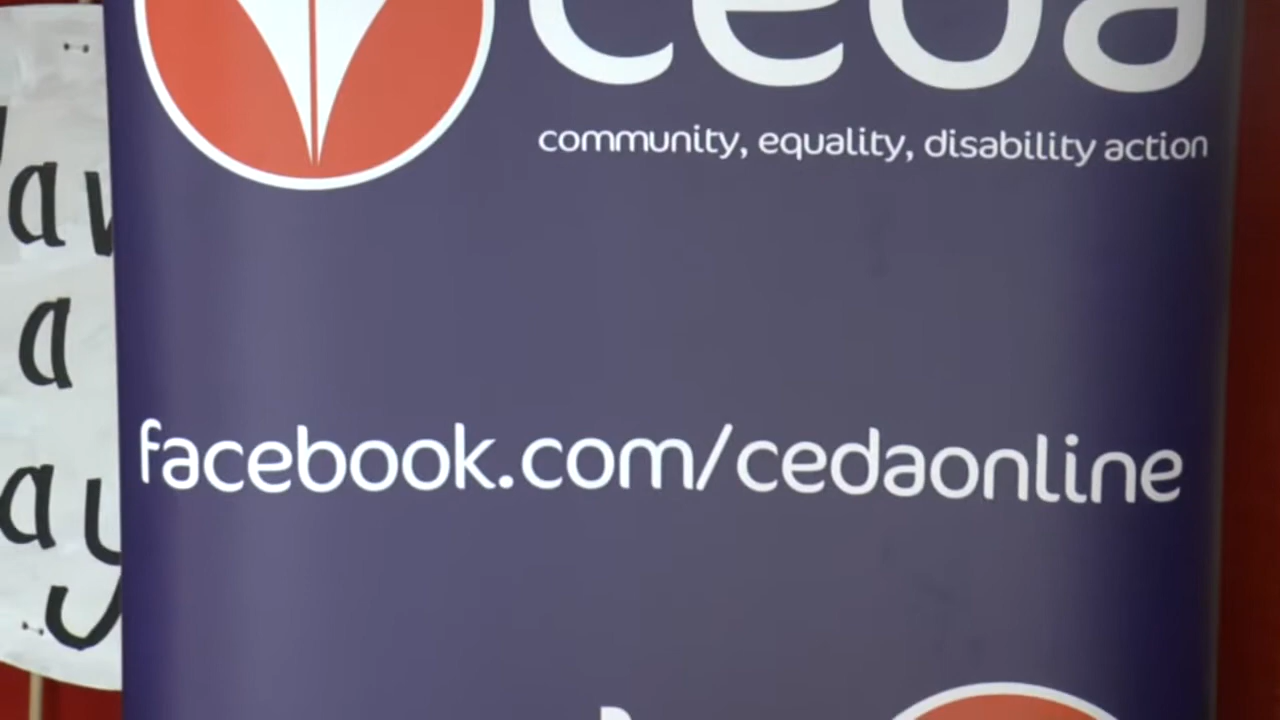 ceda
community, equality, disability action
a
facebook.com/cedaonline